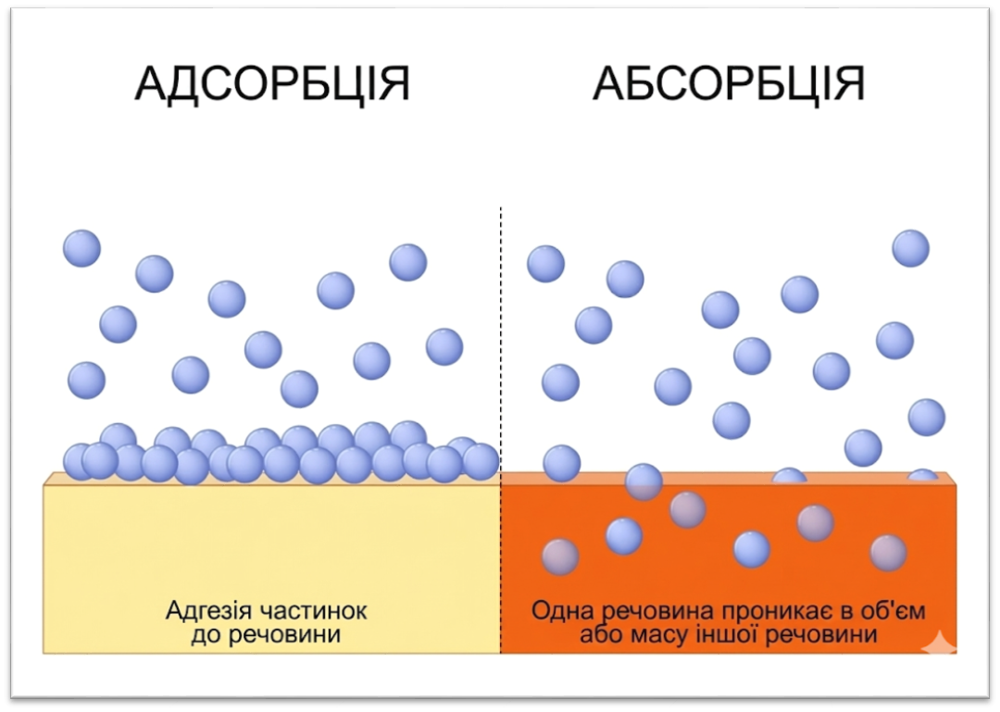 АДСОРБЦІЯ
АБСОРБЦІЯ
Адгезія частинок
до речовини
Одна речовина проникає в об'єм
або масу іншої речовини